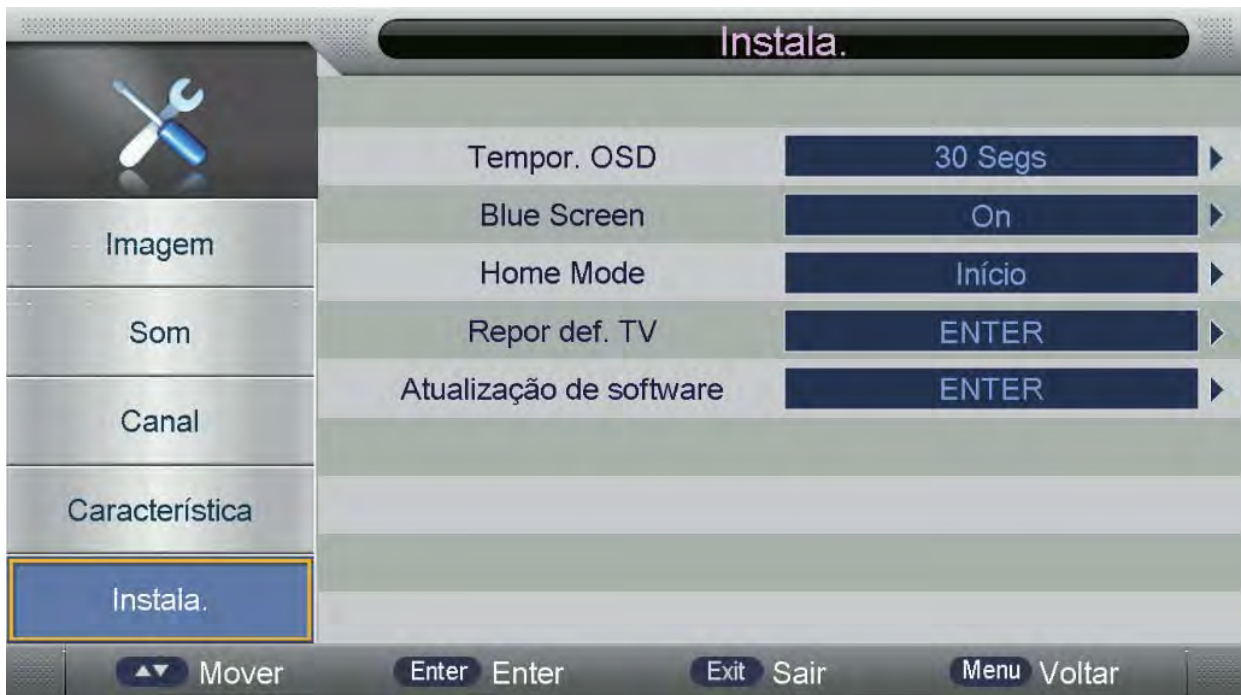 Instala.
Imagem
Som
Canal
Característica
Instala.
Tempor. OSD 30 Segs
Blue Screen On
Home Mode Início
Repor def. TV ENTER
Atualização de software ENTER
Mover Enter Enter Exit Sair Menu Voltar